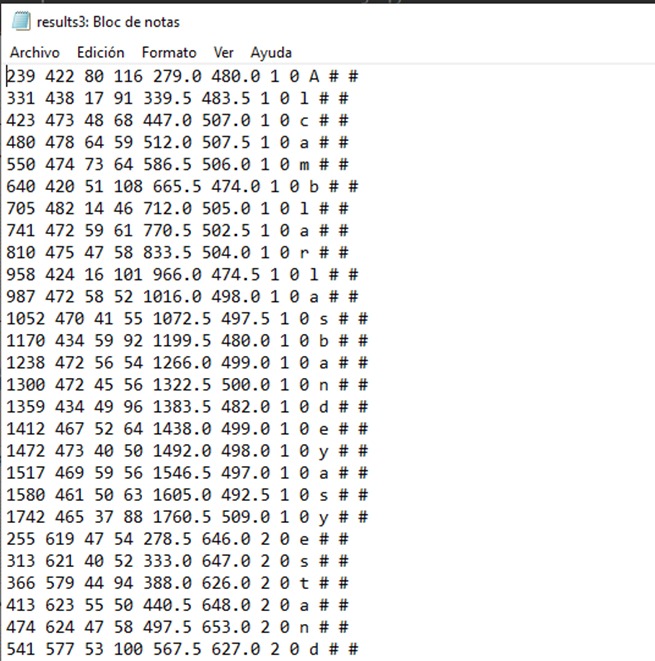 results3: Bloc de notas
Archivo Edición Formato Ver Ayuda
239 422 80 116 279.0 480.0 1 0 A # #
331 438 17 91 339.5 483.5 1 0 l # #
423 473 48 68 447.0 507.0 1 0 c # #
480 478 64 59 512.0 507.5 1 0 a # #
550 474 73 64 586.5 506.0 1 0 m # #
640 420 51 108 665.5 474.0 1 0 b # #
705 482 14 46 712.0 505.0 1 0 l # #
741 472 59 61 770.5 502.5 1 0 a # #
810 475 47 58 833.5 504.0 1 0 r # #
958 424 16 101 966.0 474.5 1 0 l # #
987 472 58 52 1016.0 498.0 1 0 a # #
1052 470 41 55 1072.5 497.5 1 0 s # #
1170 434 59 92 1199.5 480.0 1 0 b # #
1238 472 56 54 1266.0 499.0 1 0 a # #
1300 472 45 56 1322.5 500.0 1 0 n # #
1359 434 49 96 1383.5 482.0 1 0 d # #
1412 467 52 64 1438.0 499.0 1 0 e # #
1472 473 40 50 1492.0 498.0 1 0 y # #
1517 469 59 56 1546.5 497.0 1 0 a # #
1580 461 50 63 1605.0 492.5 1 0 s # #
1742 465 37 88 1760.5 509.0 1 0 y # #
255 619 47 54 278.5 646.0 2 0 e # #
313 621 40 52 333.0 647.0 2 0 s # #
366 579 44 94 388.0 626.0 2 0 t # #
413 623 55 50 440.5 648.0 2 0 a # #
474 624 47 58 497.5 653.0 2 0 n # #
541 577 53 100 567.5 627.0 2 0 d # #